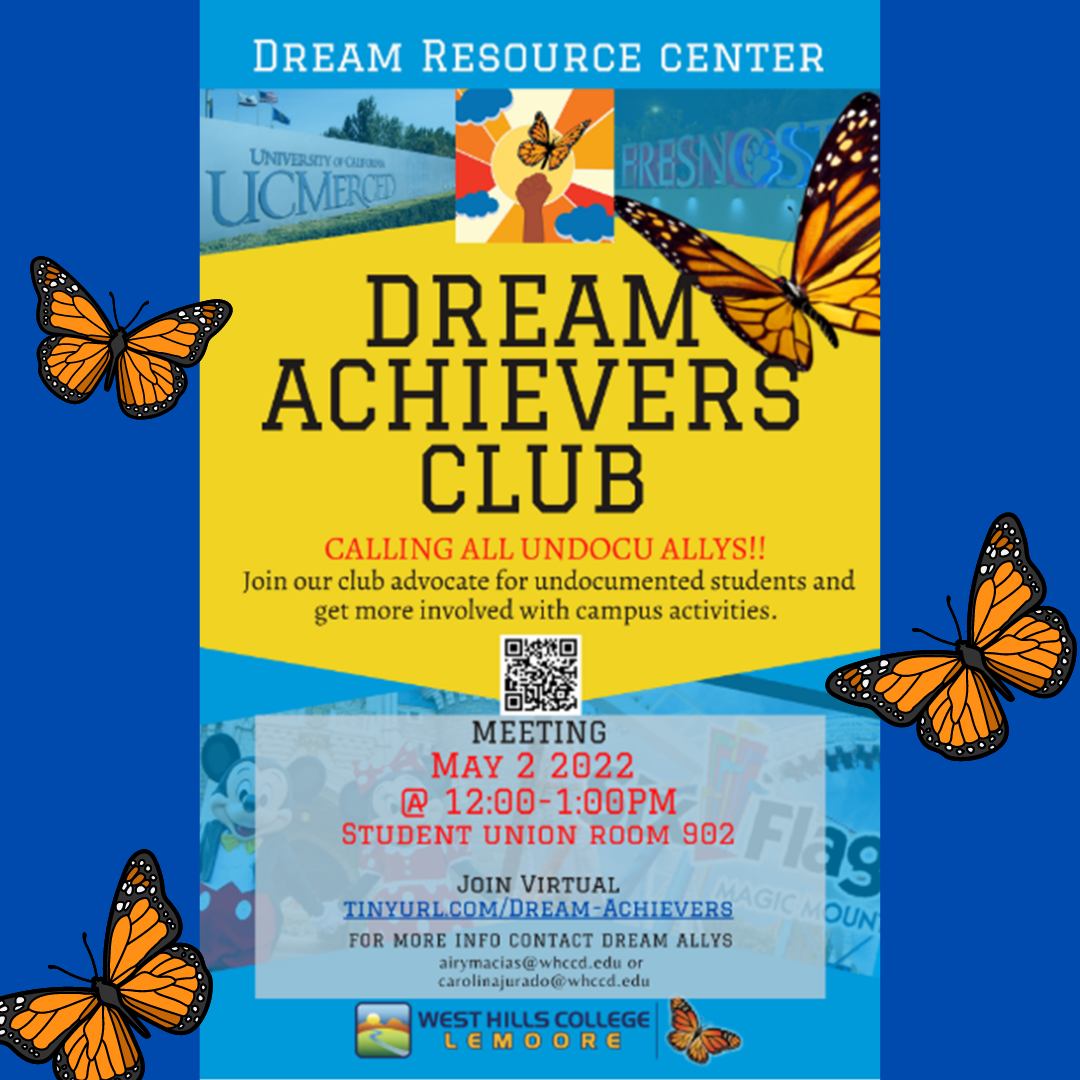 DREAM RESOURCE CENTER
UNIVERSITY OF CALIFORNIA
UCMERCED
DREAM
ACHIEVERS
CLUB
CALLING ALL UNDOCU ALLYS!!
Join our club advocate for undocumented students and
get more involved with campus activities.
MEETING
MAY 2 2022
@ 12:00-1:00PM
STUDENT UNION ROOM 902
JOIN VIRTUAL
TINYURL.COM/DREAM-ACHIEVERS
FOR MORE INFO CONTACT DREAM ALLYS
airymacias@whccd.edu or
carolinajurado@whccd.edu
Flag
MAGIC MOUN
WEST HILLS COLLEGE
LEMOORE